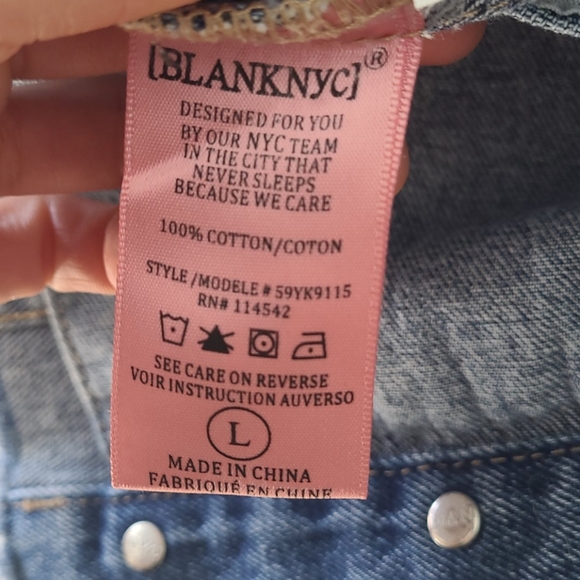 [BLANKNYC]®
DESIGNED FOR YOU
BY OUR NYC TEAM
IN THE CITY THAT
NEVER SLEEPS
BECAUSE WE CARE
100% COTTON/COTON
STYLE/MODELE # 59YK9115
RN# 114542
SEE CARE ON REVERSE
VOIR INSTRUCTION AUVERSO
L
MADE IN CHINA
FABRIQUÉ EN CHINE